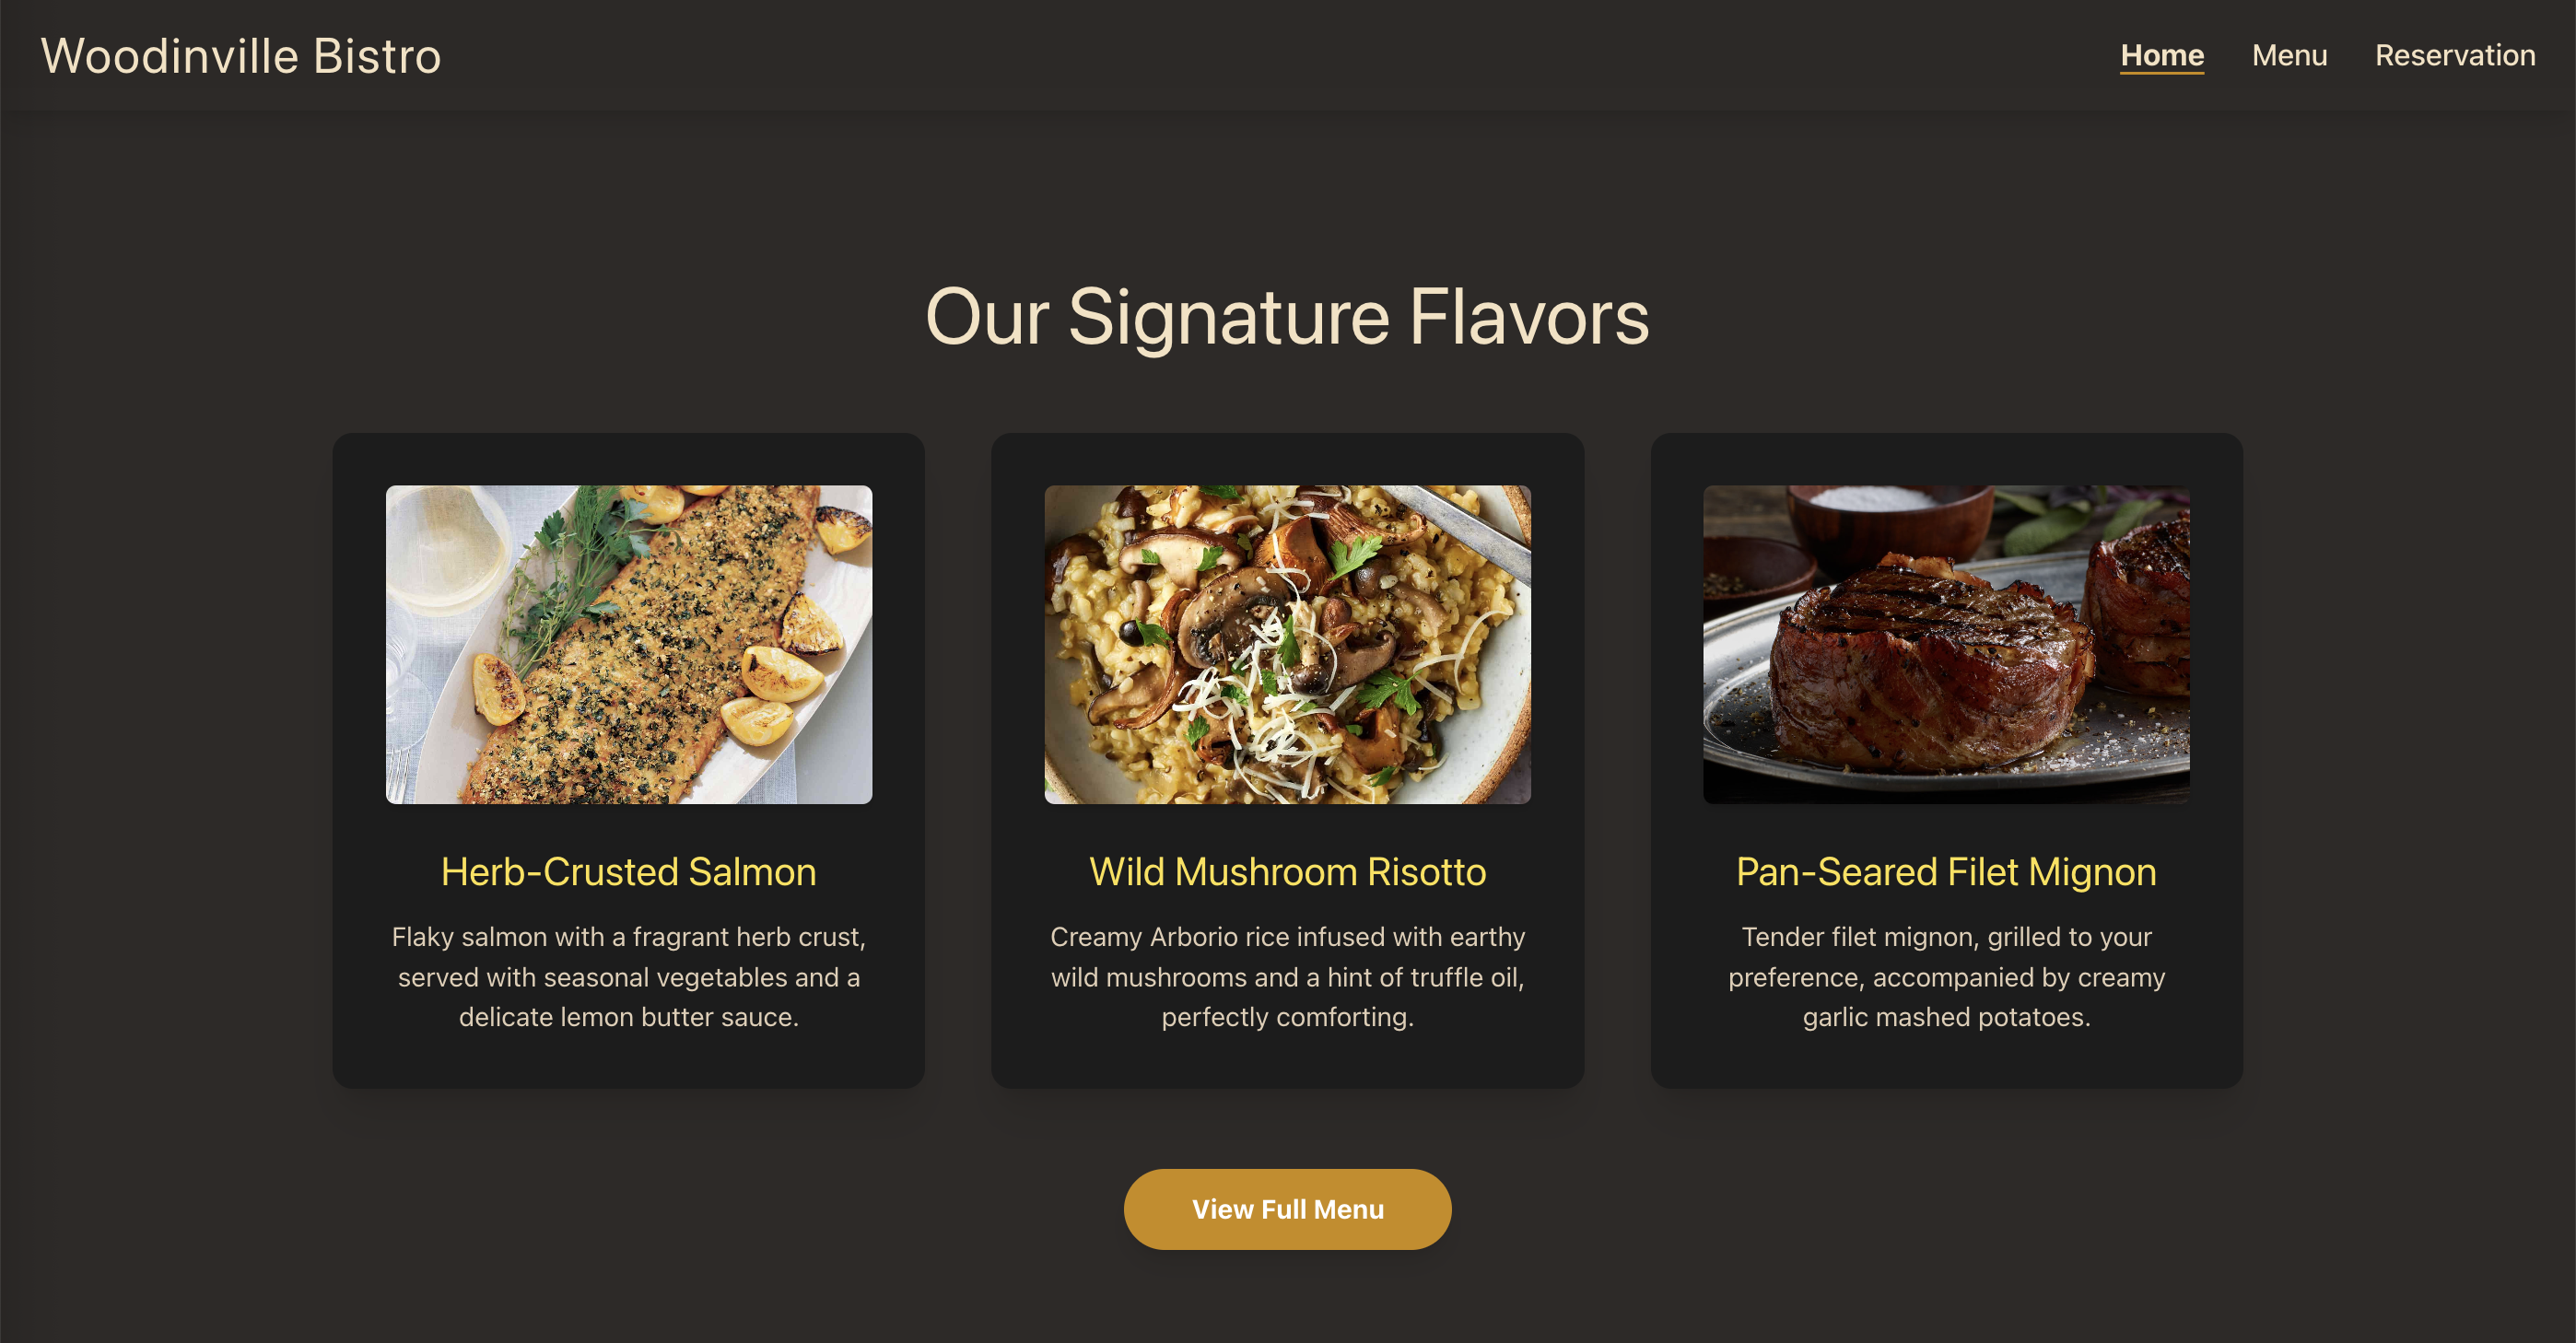 Woodinville Bistro
Home
Menu
Reservation
Our Signature Flavors
Herb-Crusted Salmon
Flaky salmon with a fragrant herb crust,
served with seasonal vegetables and a
delicate lemon butter sauce.
Wild Mushroom Risotto
Creamy Arborio rice infused with earthy
wild mushrooms and a hint of truffle oil,
perfectly comforting.
Pan-Seared Filet Mignon
Tender filet mignon, grilled to your
preference, accompanied by creamy
garlic mashed potatoes.
View Full Menu